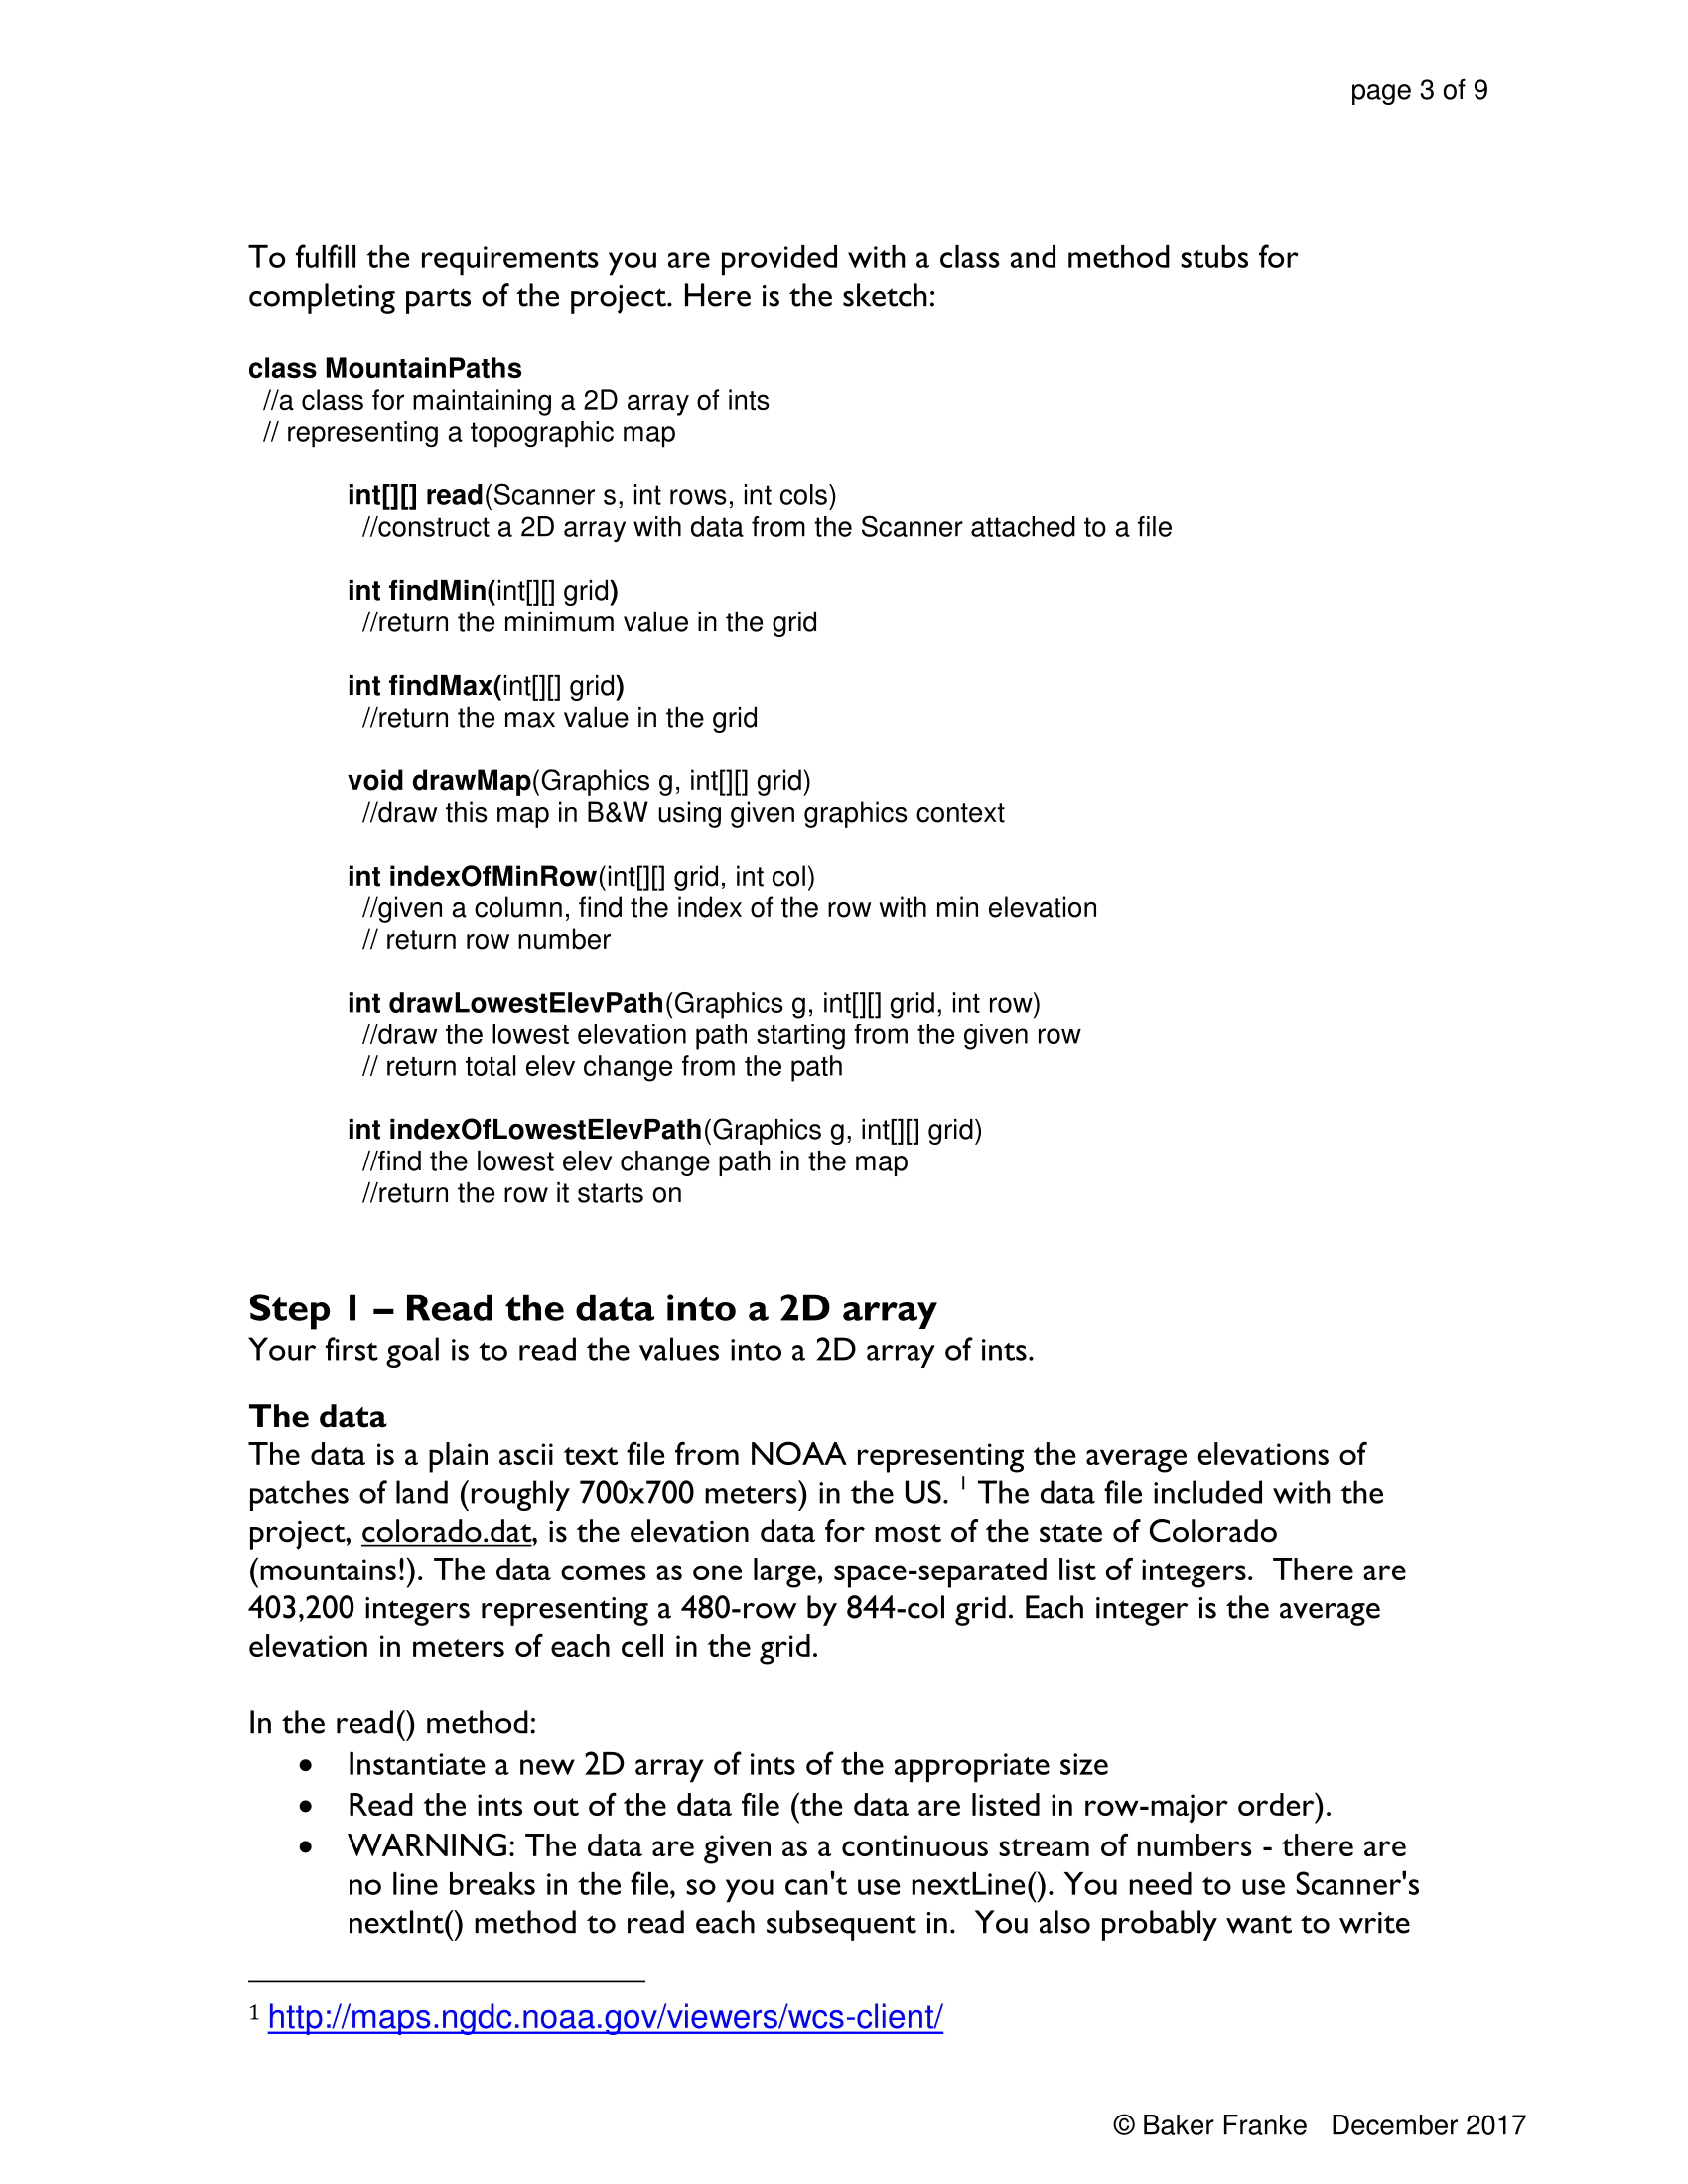 page 3 of 9
To fulfill the requirements you are provided with a class and method stubs for
completing parts of the project. Here is the sketch:
class MountainPaths
//a class for maintaining a 2D array of ints
// representing a topographic map
int[][] read(Scanner s, int rows, int cols)
//construct a 2D array with data from the Scanner attached to a file
int findMin(int[][] grid)
//return the minimum value in the grid
int findMax(int[][] grid)
//return the max value in the grid
void drawMap(Graphics g, int[][] grid)
//draw this map in B&W using given graphics context
int indexOfMinRow(int[][] grid, int col)
//given a column, find the index of the row with min elevation
// return row number
int drawLowestElevPath(Graphics g, int[][] grid, int row)
//draw the lowest elevation path starting from the given row
// return total elev change from the path
int indexOfLowestElevPath(Graphics g, int[][] grid)
//find the lowest elev change path in the map
//return the row it starts on
Step 1 – Read the data into a 2D array
Your first goal is to read the values into a 2D array of ints.
The data
The data is a plain ascii text file from NOAA representing the average elevations of
patches of land (roughly 700x700 meters) in the US. 1 The data file included with the
project, colorado.dat, is the elevation data for most of the state of Colorado
(mountains!). The data comes as one large, space-separated list of integers.  There are
403,200 integers representing a 480-row by 844-col grid. Each integer is the average
elevation in meters of each cell in the grid.
In the read() method:
• Instantiate a new 2D array of ints of the appropriate size
• Read the ints out of the data file (the data are listed in row-major order).
• WARNING: The data are given as a continuous stream of numbers - there are
no line breaks in the file, so you can't use nextLine(). You need to use Scanner's
nextInt() method to read each subsequent in.  You also probably want to write
1 http://maps.ngdc.noaa.gov/viewers/wcs-client/
© Baker Franke   December 2017